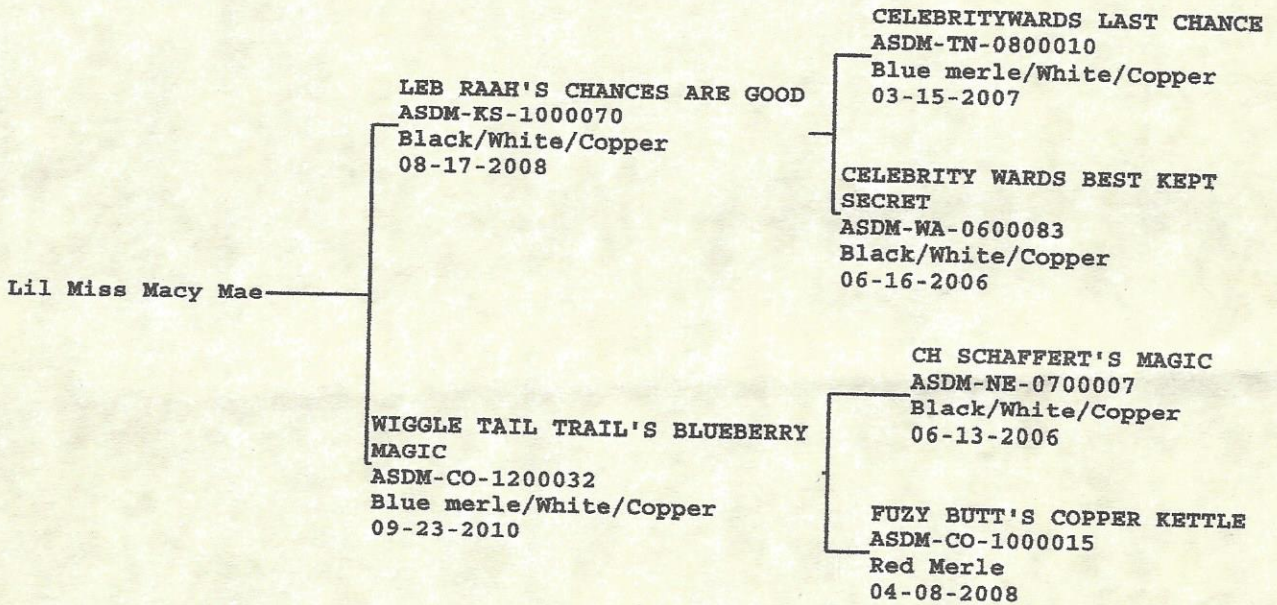 CELEBRITYWARDS LAST CHANCE
ASDM-TN-0800010
Blue merle/White/Copper
03-15-2007
LEB RAAH'S CHANCES ARE GOOD
ASDM-KS-1000070
Black/White/Copper
08-17-2008
CELEBRITY WARDS BEST KEPT
SECRET
ASDM-WA-0600083
Black/White/Copper
06-16-2006
Lil Miss Macy Mae
CH SCHAFFERT'S MAGIC
ASDM-NE-0700007
Black/White/Copper
06-13-2006
WIGGLE TAIL TRAIL'S BLUEBERRY
MAGIC
ASDM-CO-1200032
Blue merle/White/Copper
09-23-2010
FUZY BUTT'S COPPER KETTLE
ASDM-CO-1000015
Red Merle
04-08-2008